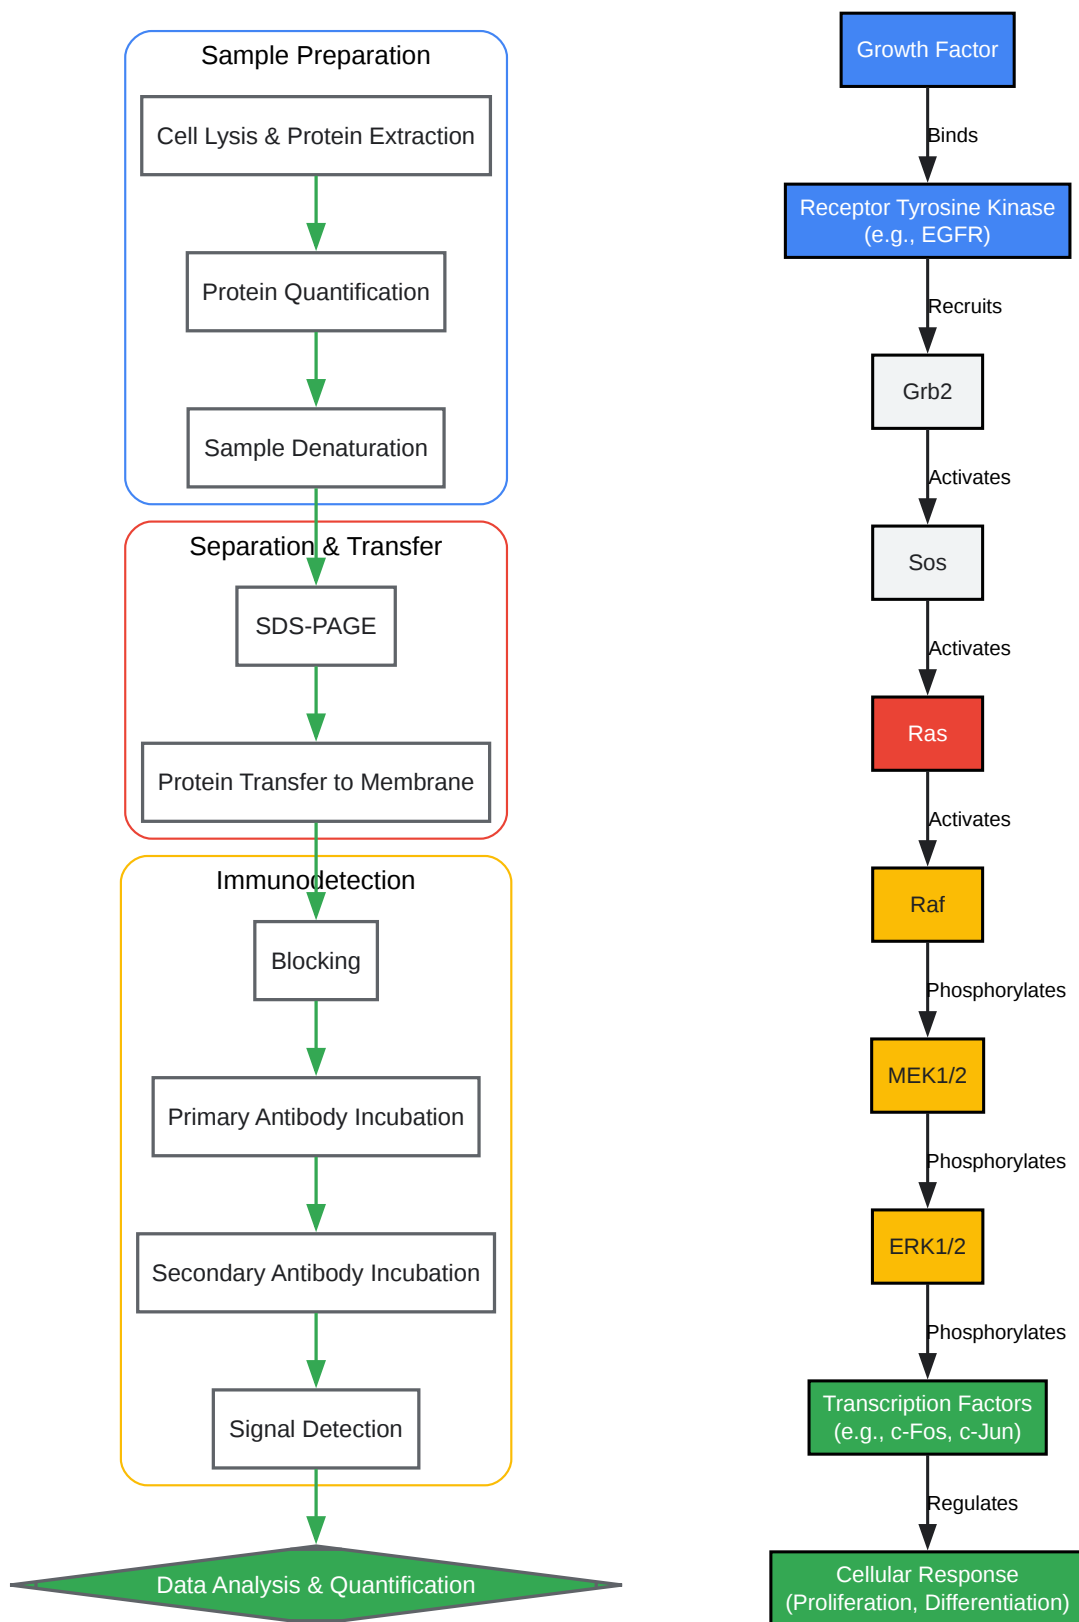 Sample Preparation
Cell Lysis & Protein Extraction
Protein Quantification
Sample Denaturation
Separation & Transfer
SDS-PAGE
Protein Transfer to Membrane
Immunodetection
Blocking
Primary Antibody Incubation
Secondary Antibody Incubation
Signal Detection
Data Analysis & Quantification
Growth Factor
Binds
Receptor Tyrosine Kinase
(e.g., EGFR)
Recruits
Grb2
Activates
Sos
Activates
Ras
Activates
Raf
Phosphorylates
MEK1/2
Phosphorylates
ERK1/2
Phosphorylates
Transcription Factors
(e.g., c-Fos, c-Jun)
Regulates
Cellular Response
(Proliferation, Differentiation)